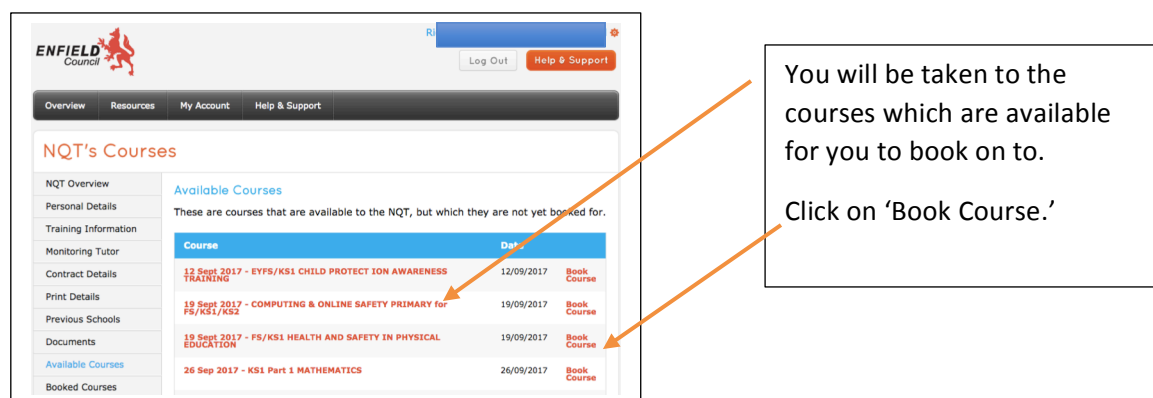 ENFIELD
Council
Ri
Log Out
Help & Support
Overview Resources My Account Help & Support
NQT's Courses
NQT Overview
Personal Details
Training Information
Monitoring Tutor
Contract Details
Print Details
Previous Schools
Documents
Available Courses
Booked Courses
Available Courses
These are courses that are available to the NQT, but which they are not yet booked for.
Course Date
12 Sept 2017 - EYFS/KS1 CHILD PROTECT ION AWARENESS
TRAINING
12/09/2017
Book
Course
19 Sept 2017 - COMPUTING & ONLINE SAFETY PRIMARY for
FS/KS1/KS2
19/09/2017
Book
Course
19 Sept 2017 - FS/KS1 HEALTH AND SAFETY IN PHYSICAL
EDUCATION
19/09/2017
Book
Course
26 Sep 2017 - KS1 Part 1 MATHEMATICS
26/09/2017
Book
Course
You will be taken to the
courses which are available
for you to book on to.
Click on ‘Book Course.’